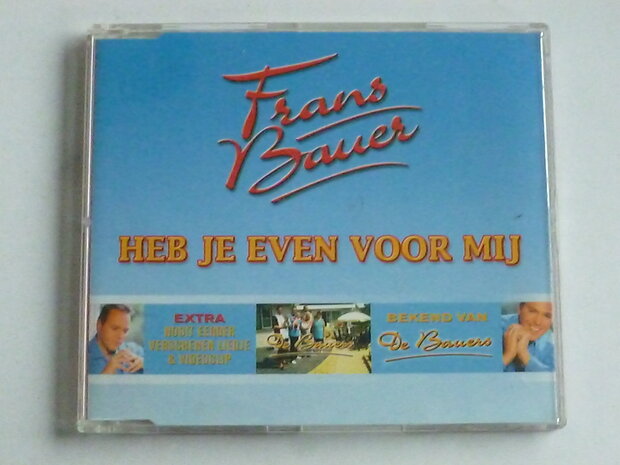 Frans
Bauer
HEB JE EVEN VOOR MIJ
EXTRA
NOOIT EERDER
VERSCHENEN LIEDJE
& VIDEOCLIP
De Bauers
BEKEND VAN
De Bauers